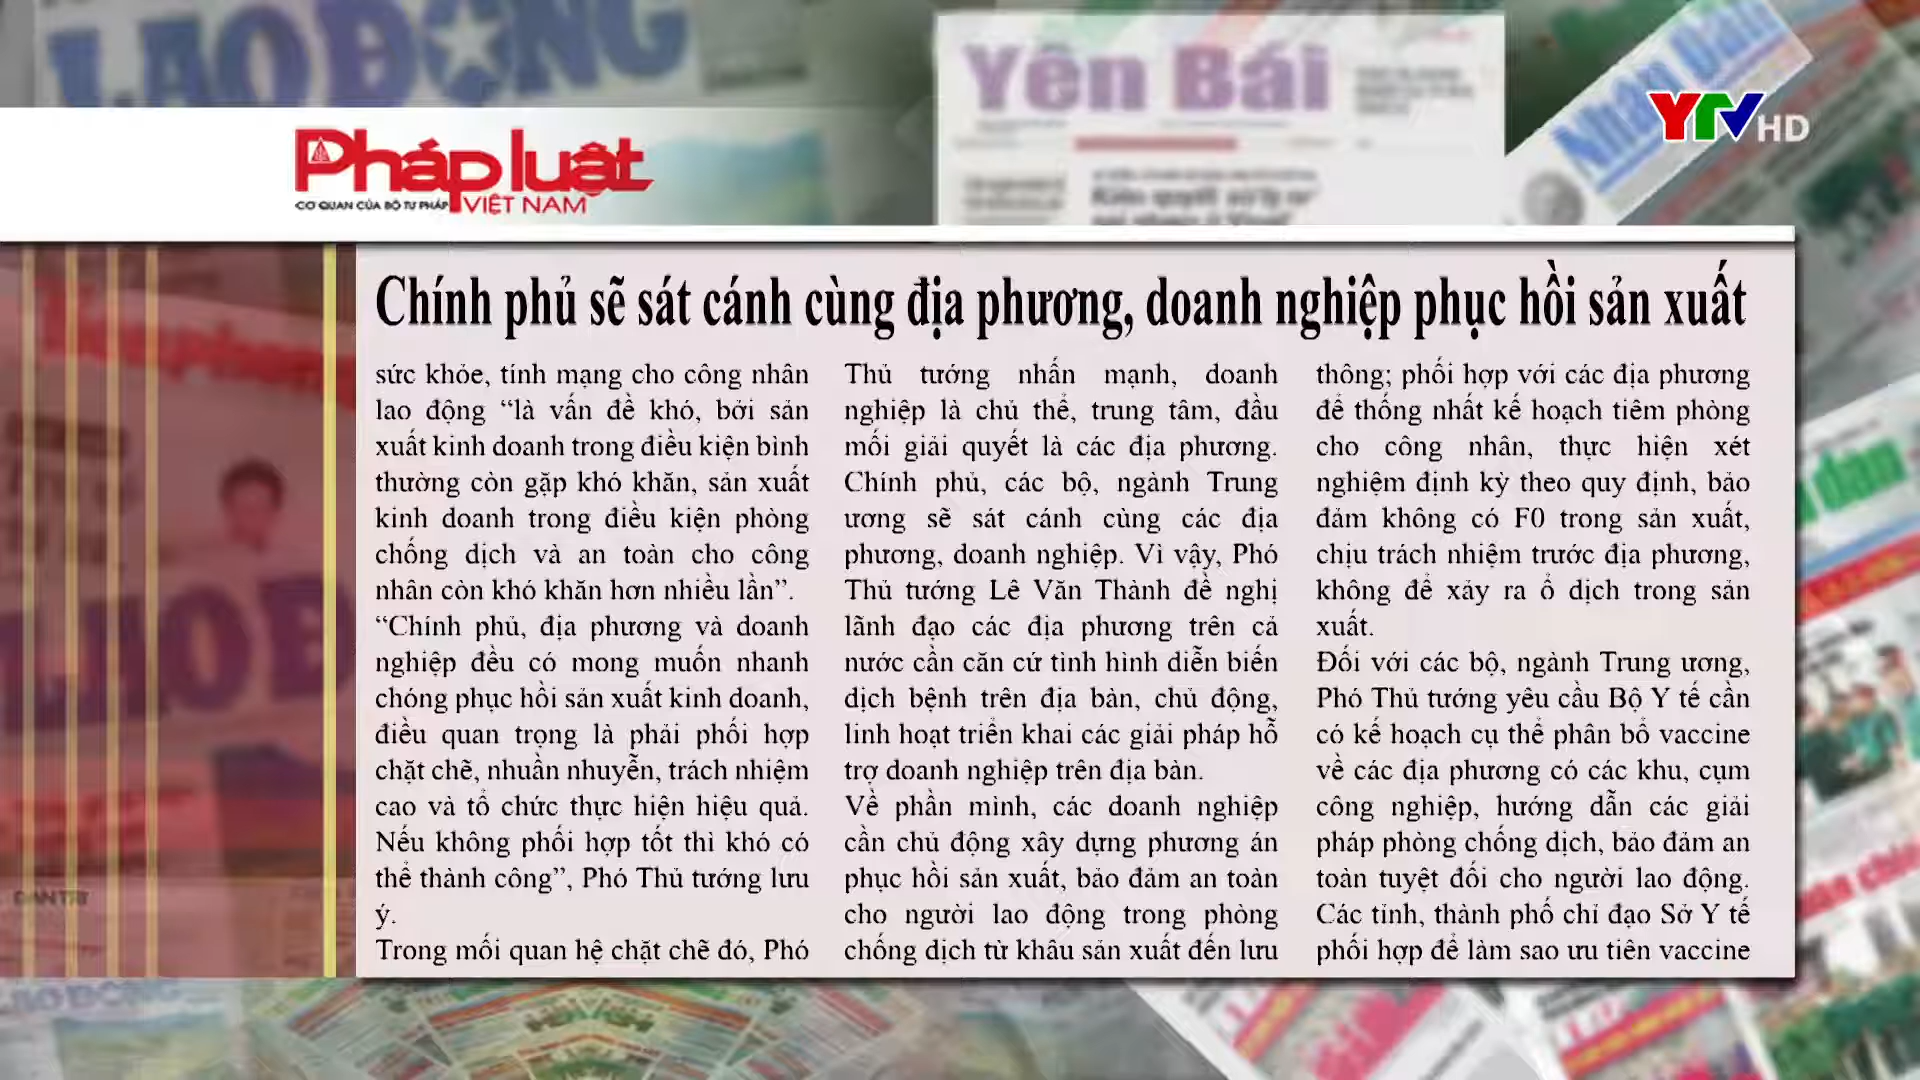 LAO ĐỘNG
Yên Bái
Nhân Dân
YTV HD
Pháp luật
CƠ QUAN CỦA BỘ TƯ PHÁP VIỆT NAM
Chính phủ sẽ sát cánh cùng địa phương, doanh nghiệp phục hồi sản xuất
sức khỏe, tính mạng cho công nhân
lao động “là vấn đề khó, bởi sản
xuất kinh doanh trong điều kiện bình
thường còn gặp khó khăn, sản xuất
kinh doanh trong điều kiện phòng
chống dịch và an toàn cho công
nhân còn khó khăn hơn nhiều lần”.
“Chính phủ, địa phương và doanh
nghiệp đều có mong muốn nhanh
chóng phục hồi sản xuất kinh doanh,
điều quan trọng là phải phối hợp
chặt chẽ, nhuần nhuyễn, trách nhiệm
cao và tổ chức thực hiện hiệu quả.
Nếu không phối hợp tốt thì khó có
thể thành công”, Phó Thủ tướng lưu
ý.
Trong mối quan hệ chặt chẽ đó, Phó
Thủ tướng nhấn mạnh, doanh
nghiệp là chủ thể, trung tâm, đầu
mối giải quyết là các địa phương.
Chính phủ, các bộ, ngành Trung
ương sẽ sát cánh cùng các địa
phương, doanh nghiệp. Vì vậy, Phó
Thủ tướng Lê Văn Thành đề nghị
lãnh đạo các địa phương trên cả
nước cần căn cứ tình hình diễn biến
dịch bệnh trên địa bàn, chủ động,
linh hoạt triển khai các giải pháp hỗ
trợ doanh nghiệp trên địa bàn.
Về phần mình, các doanh nghiệp
cần chủ động xây dựng phương án
phục hồi sản xuất, bảo đảm an toàn
cho người lao động trong phòng
chống dịch từ khâu sản xuất đến lưu
thông; phối hợp với các địa phương
để thống nhất kế hoạch tiêm phòng
cho công nhân, thực hiện xét
nghiệm định kỳ theo quy định, bảo
đảm không có F0 trong sản xuất,
chịu trách nhiệm trước địa phương,
không để xảy ra ổ dịch trong sản
xuất.
Đối với các bộ, ngành Trung ương,
Phó Thủ tướng yêu cầu Bộ Y tế cần
có kế hoạch cụ thể phân bổ vaccine
về các địa phương có các khu, cụm
công nghiệp, hướng dẫn các giải
pháp phòng chống dịch, bảo đảm an
toàn tuyệt đối cho người lao động.
Các tỉnh, thành phố chỉ đạo Sở Y tế
phối hợp để làm sao ưu tiên vaccine
LAO ĐỘNG